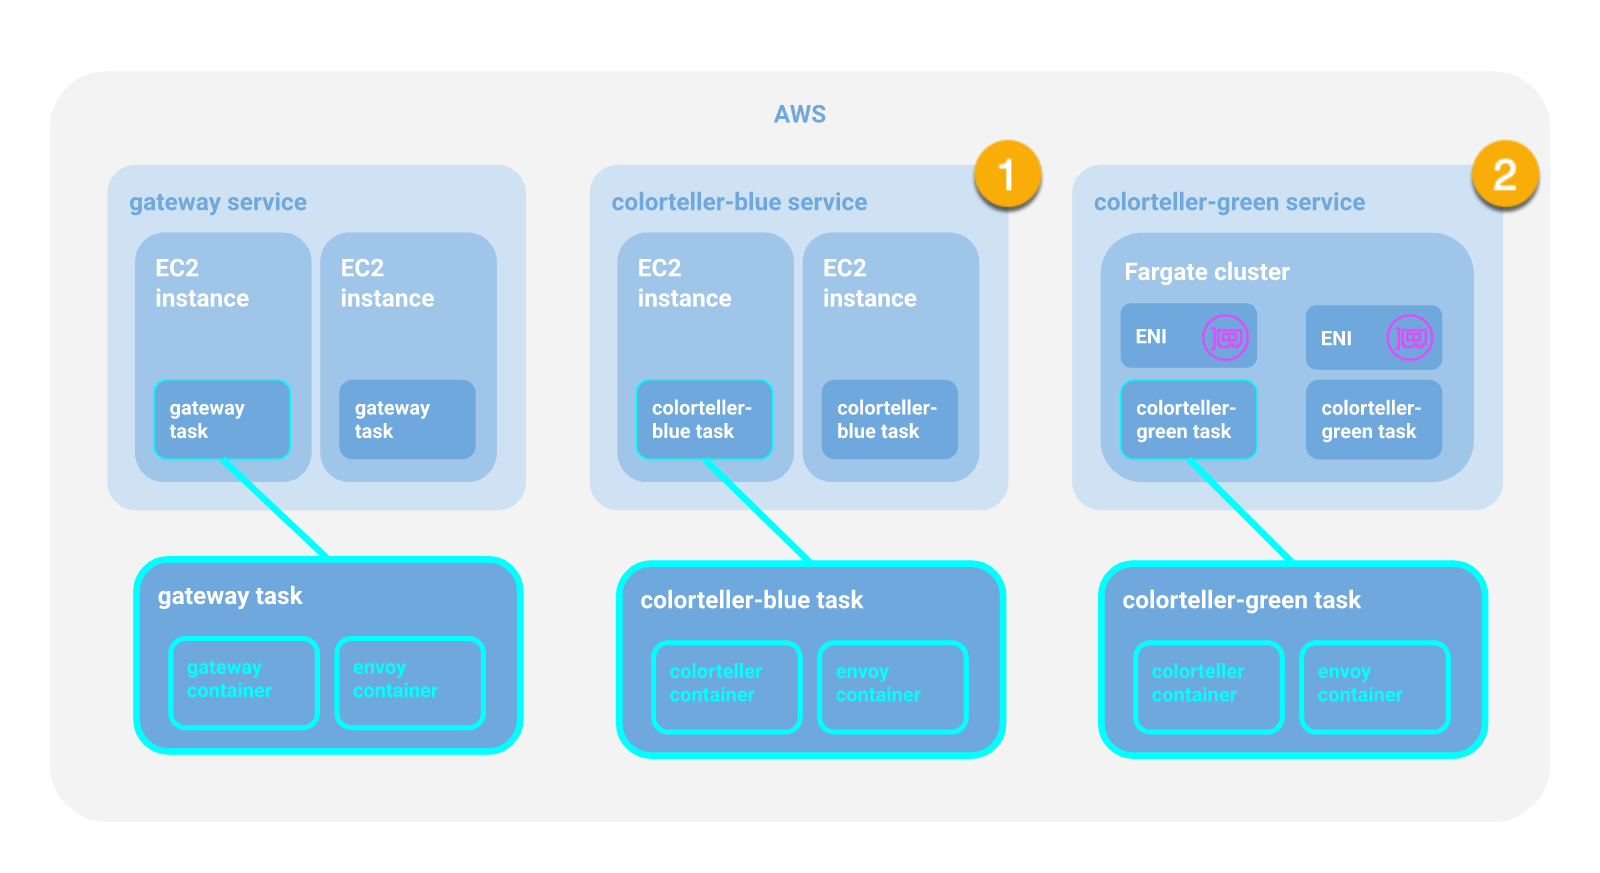 AWS
1
2
gateway service
EC2
instance
EC2
instance
gateway
task
gateway
task
colorteller-blue service
EC2
instance
EC2
instance
colorteller-
blue task
colorteller-
blue task
colorteller-green service
Fargate cluster
ENI
ENI
colorteller-
green task
colorteller-
green task
gateway task
gateway
container
envoy
container
colorteller-blue task
colorteller
container
envoy
container
colorteller-green task
colorteller
container
envoy
container